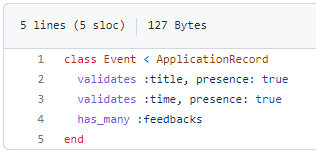 5 lines (5 sloc) 127 Bytes
1 class Event < ApplicationRecord
2 validates :title, presence: true
3 validates :time, presence: true
4 has_many :feedbacks
5 end